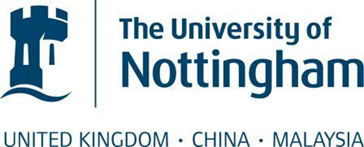 The University of
Nottingham
UNITED KINGDOM · CHINA · MALAYSIA